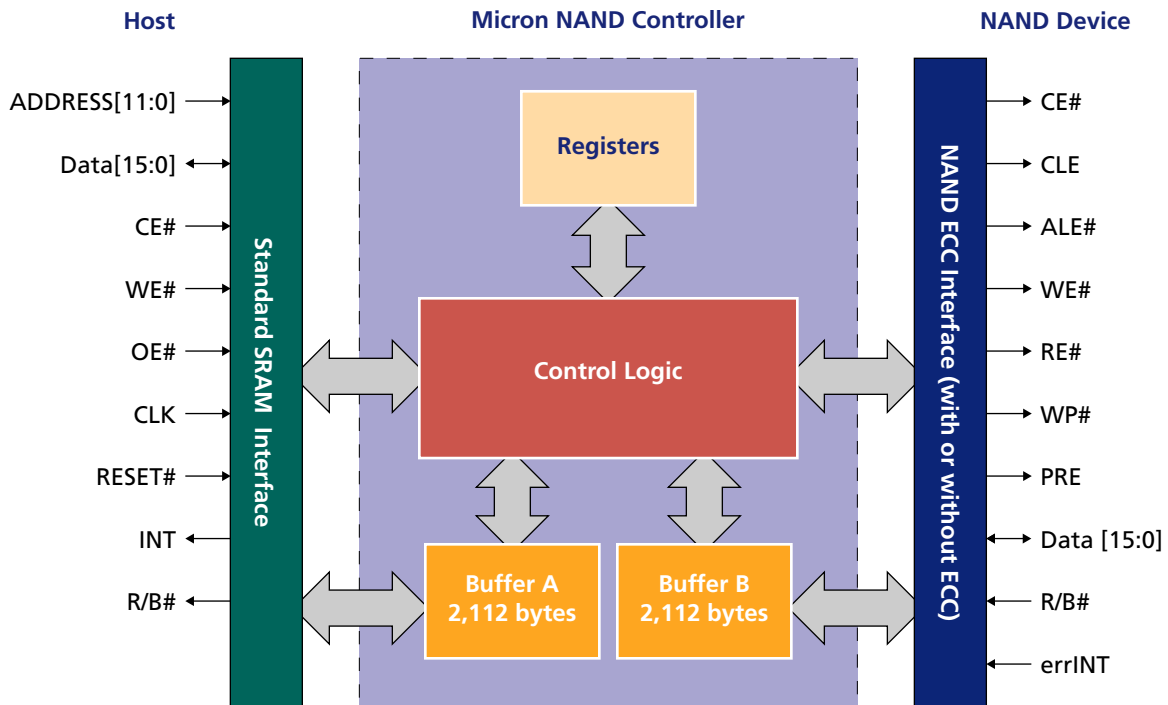 Host
Micron NAND Controller
NAND Device
ADDRESS[11:0]
Data[15:0]
CE#
WE#
OE#
CLK
RESET#
INT
R/B#
Standard SRAM Interface
Registers
Control Logic
Buffer A
2,112 bytes
Buffer B
2,112 bytes
NAND ECC Interface (with or without ECC)
CE#
CLE
ALE#
WE#
RE#
WP#
PRE
Data [15:0]
R/B#
errINT